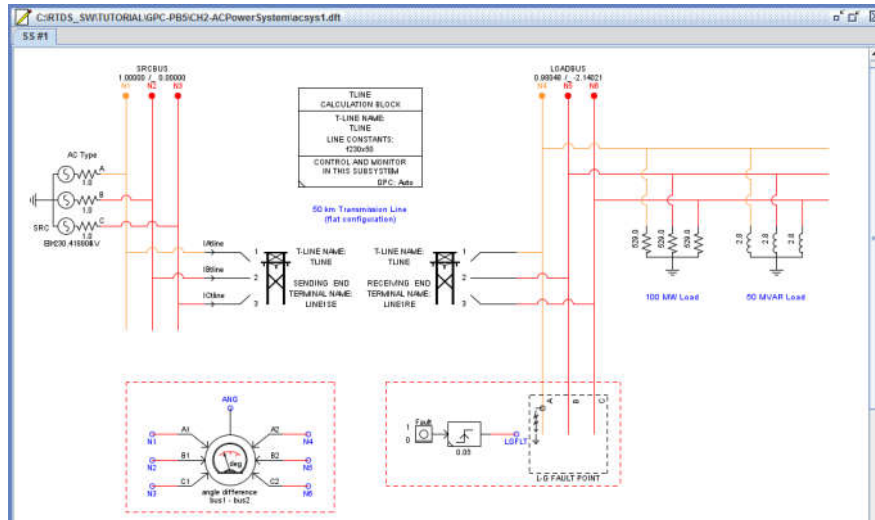 C:\RTDS_SW\TUTORIAL\GPC-PB5\CH2-ACPowerSystem\acsys1.dft
SS #1
SRCBUS
1.00000 /_ 0.00000
N1 N2 N3
LOADBUS
N4 N5 N6
TLINE
CALCULATION BLOCK
T-LINE NAME:
TLINE
LINE CONSTANTS:
CONTROL AND MONITOR
IN THIS SUBSYSTEM
GPC: Auto
50 km Transmission Line
(flat configuration)
AC Type
A
1.0
B
1.0
SRC
C
1.0
IAtline
IBtline
ICtline
1
2
3
T-LINE NAME:
TLINE
SENDING END
TERMINAL NAME:
LINE1SE
T-LINE NAME:
TLINE
RECEIVING END
TERMINAL NAME:
LINE1RE
1
2
3
529.0
529.0
529.0
2.8
2.8
2.8
100 MW Load
50 MVAR Load
ANG
N1
A1
A2
N4
N2
B1
B2
N5
N3
C1
C2
N6
deg
angle difference
bus1 - bus2
1
0
Fault
0.05
LGFLT
A
B
C
L-G FAULT POINT